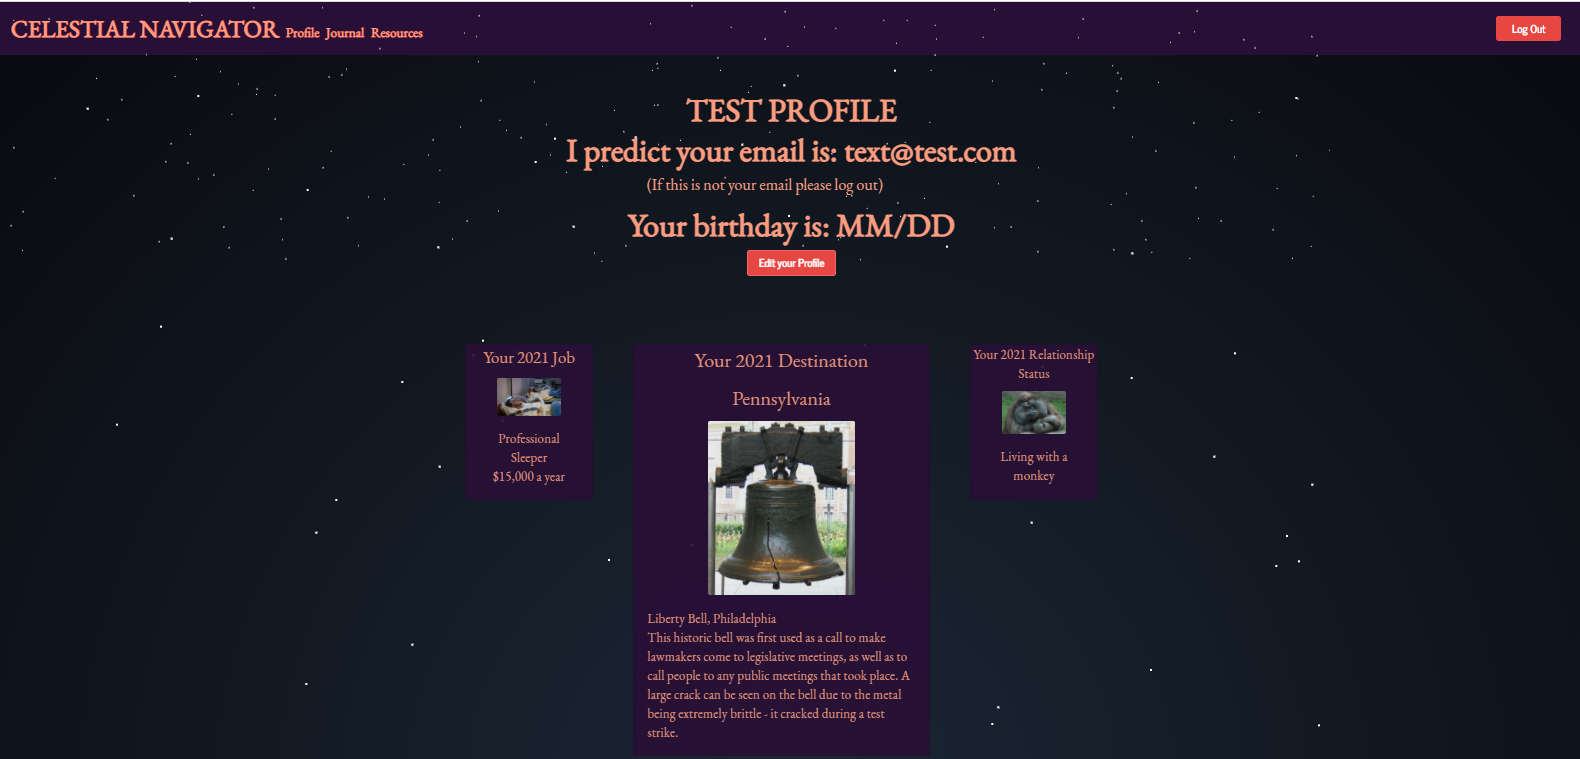 CELESTIAL NAVIGATOR Profile Journal Resources Log Out
TEST PROFILE
I predict your email is: text@test.com
(If this is not your email please log out)
Your birthday is: MM/DD
Edit your Profile
Your 2021 Job
Professional
Sleeper
$15,000 a year
Your 2021 Destination
Pennsylvania
Liberty Bell, Philadelphia
This historic bell was first used as a call to make
lawmakers come to legislative meetings, as well as to
call people to any public meetings that took place. A
large crack can be seen on the bell due to the metal
being extremely brittle - it cracked during a test
strike.
Your 2021 Relationship
Status
Living with a
monkey